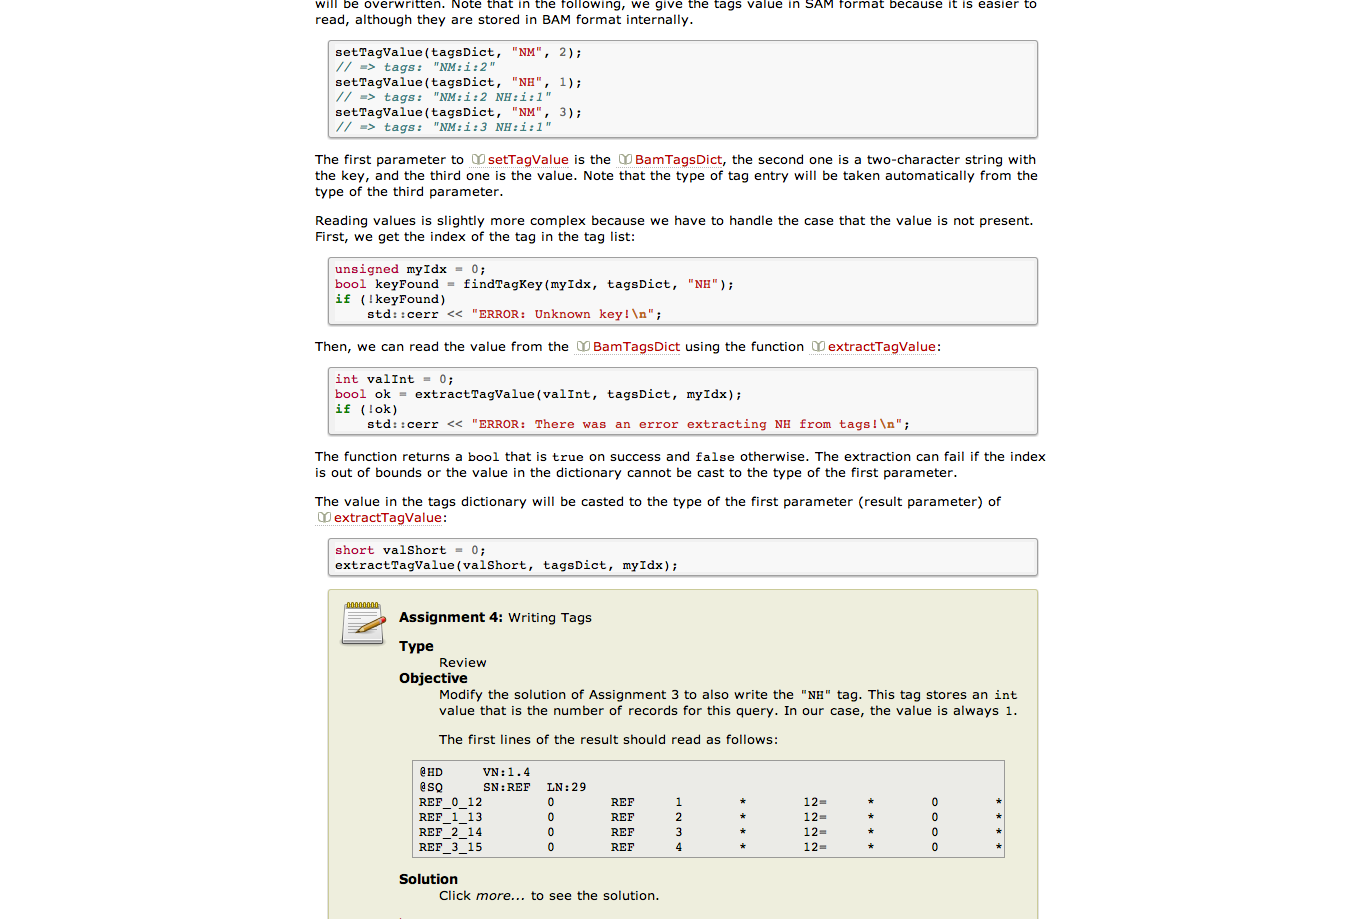 will be overwritten. Note that in the following, we give the tags value in SAM format because it is easier to
read, although they are stored in BAM format internally.
setTagValue(tagsDict, "NM", 2);
// => tags: "NM:i:2"
setTagValue(tagsDict, "NH", 1);
// => tags: "NM:i:2 NH:i:1"
setTagValue(tagsDict, "NM", 3);
// => tags: "NM:i:3 NH:i:1"
The first parameter to setTagValue is the BamTagsDict, the second one is a two-character string with
the key, and the third one is the value. Note that the type of tag entry will be taken automatically from the
type of the third parameter.
Reading values is slightly more complex because we have to handle the case that the value is not present.
First, we get the index of the tag in the tag list:
unsigned myIdx = 0;
bool keyFound = findTagKey(myIdx, tagsDict, "NH");
if (!keyFound)
    std::cerr << "ERROR: Unknown key!\n";
Then, we can read the value from the BamTagsDict using the function extractTagValue:
int valInt = 0;
bool ok = extractTagValue(valInt, tagsDict, myIdx);
if (!ok)
    std::cerr << "ERROR: There was an error extracting NH from tags!\n";
The function returns a bool that is true on success and false otherwise. The extraction can fail if the index
is out of bounds or the value in the dictionary cannot be cast to the type of the first parameter.
The value in the tags dictionary will be casted to the type of the first parameter (result parameter) of
extractTagValue:
short valShort = 0;
extractTagValue(valShort, tagsDict, myIdx);
Assignment 4: Writing Tags
Type
Review
Objective
Modify the solution of Assignment 3 to also write the "NH" tag. This tag stores an int
value that is the number of records for this query. In our case, the value is always 1.
The first lines of the result should read as follows:
@HD VN:1.4
@SQ SN:REF LN:29
REF_0_12 0 REF 1 * 12= * 0 *
REF_1_13 0 REF 2 * 12= * 0 *
REF_2_14 0 REF 3 * 12= * 0 *
REF_3_15 0 REF 4 * 12= * 0 *
Solution
Click more... to see the solution.